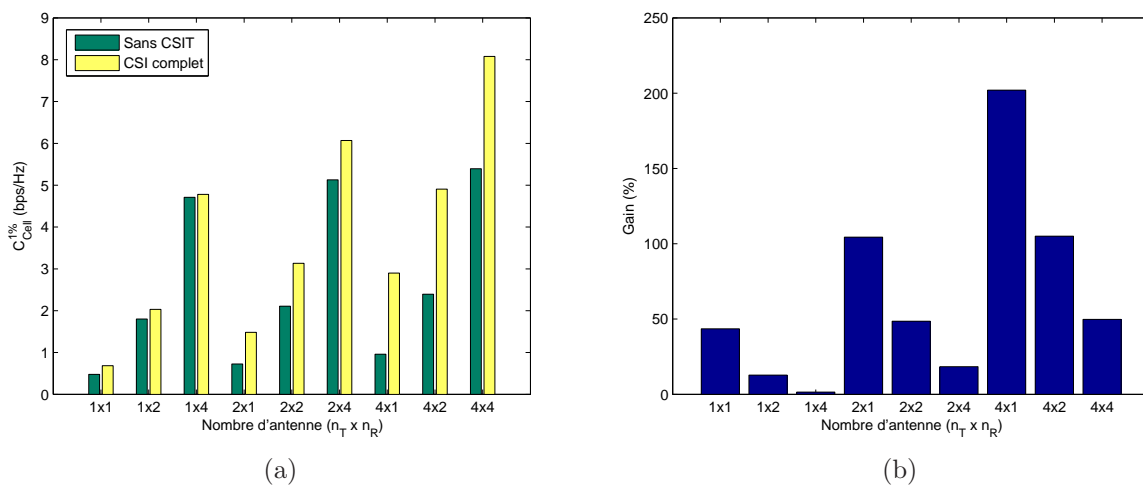 9
8
7
6
5
4
3
2
1
0
C_Cell^1% (bps/Hz)
Sans CSIT
CSI complet
1x1 1x2 1x4 2x1 2x2 2x4 4x1 4x2 4x4
Nombre d'antenne (n_T x n_R)
(a)
250
200
150
100
50
0
Gain (%)
1x1 1x2 1x4 2x1 2x2 2x4 4x1 4x2 4x4
Nombre d'antenne (n_T x n_R)
(b)